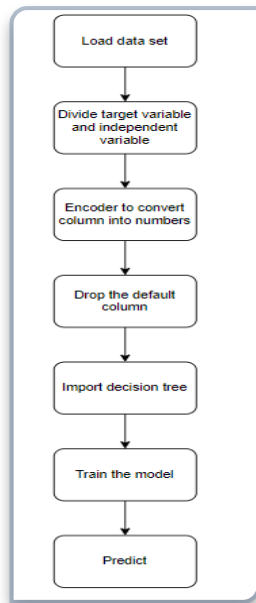 Load data set
Divide target variable
and independent
variable
Encoder to convert
column into numbers
Drop the default
column
Import decision tree
Train the model
Predict